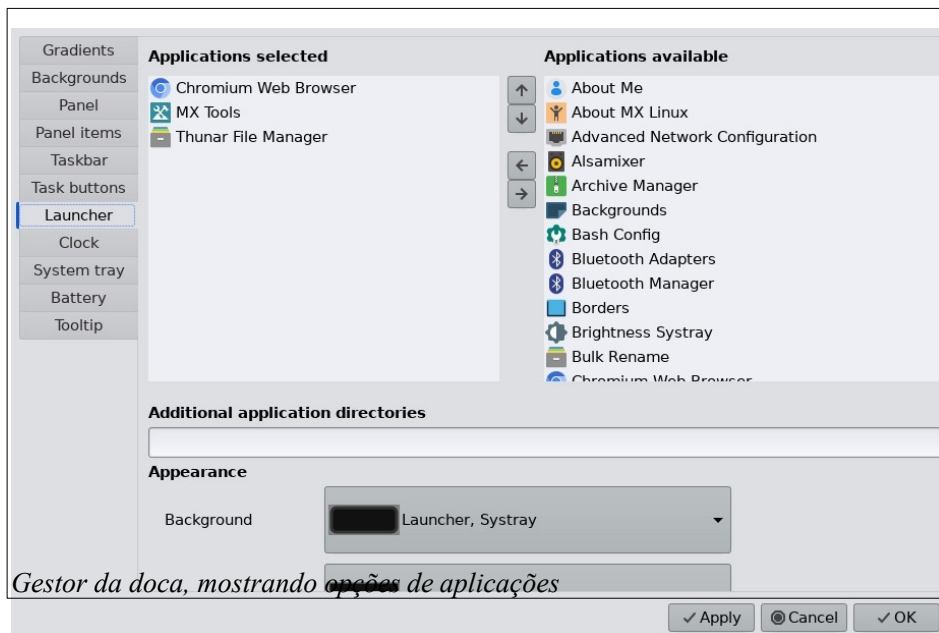 Gradients
Backgrounds
Panel
Panel items
Taskbar
Task buttons
Launcher
Clock
System tray
Battery
Tooltip
Applications selected
Chromium Web Browser
MX Tools
Thunar File Manager
Applications available
About Me
About MX Linux
Advanced Network Configuration
Alsamixer
Archive Manager
Backgrounds
Bash Config
Bluetooth Adapters
Bluetooth Manager
Borders
Brightness Systray
Bulk Rename
Chromium Web Browser
Additional application directories
Appearance
Background
Launcher, Systray
Gestor da doca, mostrando opções de aplicações
Apply
Cancel
OK